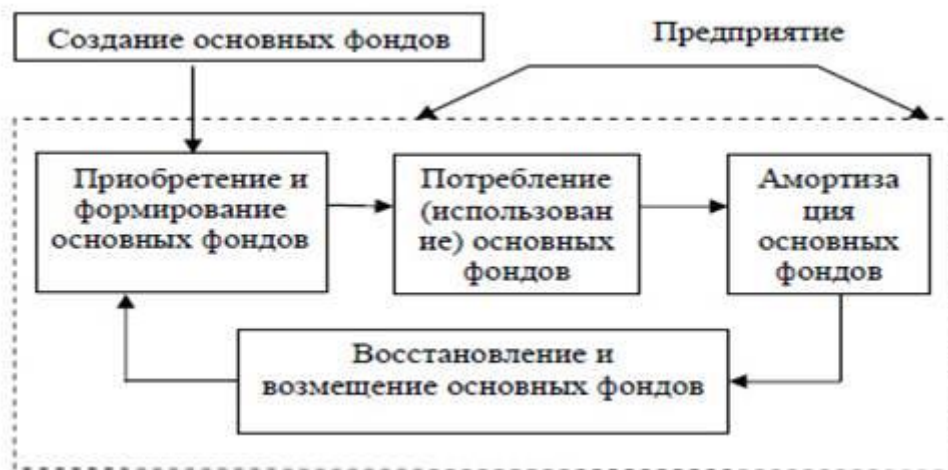 Создание основных фондов
Предприятие
Приобретение и
формирование
основных фондов
Потребление
(использован
ие) основных
фондов
Амортиза
ция
основных
фондов
Восстановление и
возмещение основных фондов